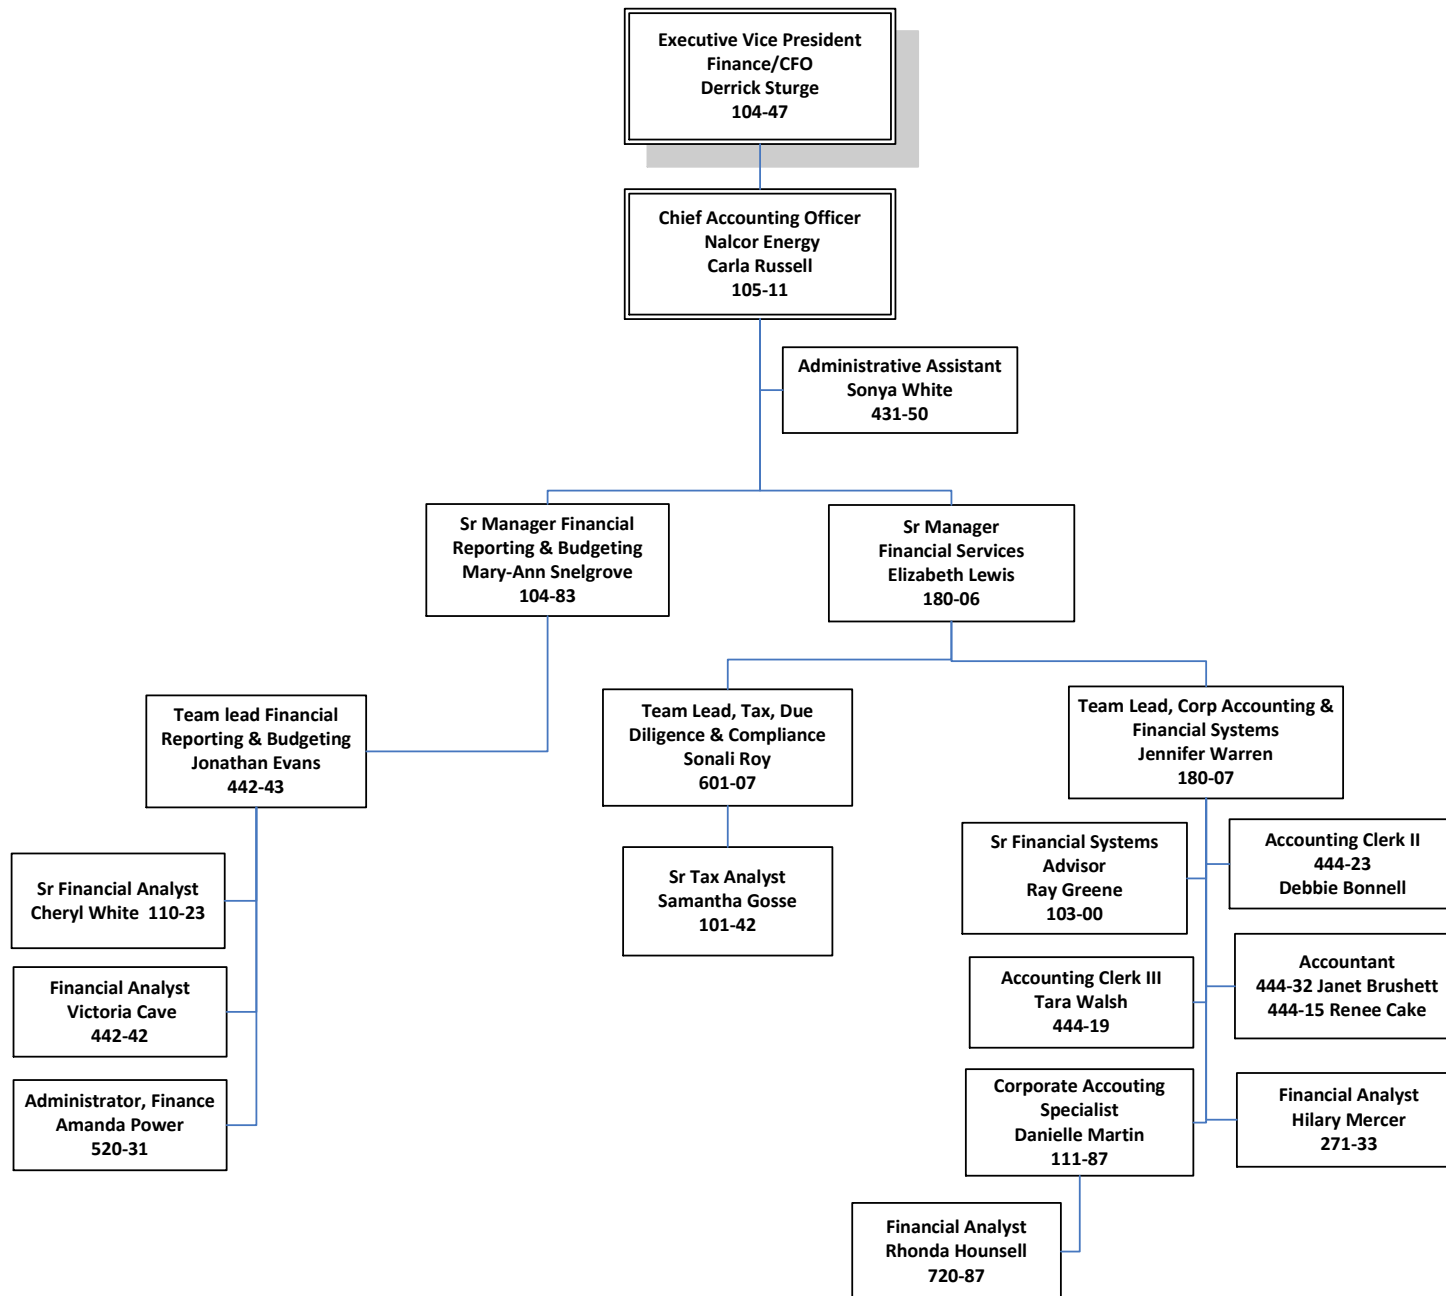 Executive Vice President
Finance/CFO
Derrick Sturge
104-47
Chief Accounting Officer
Nalcor Energy
Carla Russell
105-11
Administrative Assistant
Sonya White
431-50
Sr Manager Financial
Reporting & Budgeting
Mary-Ann Snelgrove
104-83
Sr Manager
Financial Services
Elizabeth Lewis
180-06
Team lead Financial
Reporting & Budgeting
Jonathan Evans
442-43
Team Lead, Tax, Due
Diligence & Compliance
Sonali Roy
601-07
Team Lead, Corp Accounting &
Financial Systems
Jennifer Warren
180-07
Sr Financial Analyst
Cheryl White 110-23
Financial Analyst
Victoria Cave
442-42
Administrator, Finance
Amanda Power
520-31
Sr Tax Analyst
Samantha Gosse
101-42
Sr Financial Systems
Advisor
Ray Greene
103-00
Accounting Clerk II
444-23
Debbie Bonnell
Accounting Clerk III
Tara Walsh
444-19
Accountant
444-32 Janet Brushett
444-15 Renee Cake
Corporate Accouting
Specialist
Danielle Martin
111-87
Financial Analyst
Hilary Mercer
271-33
Financial Analyst
Rhonda Hounsell
720-87